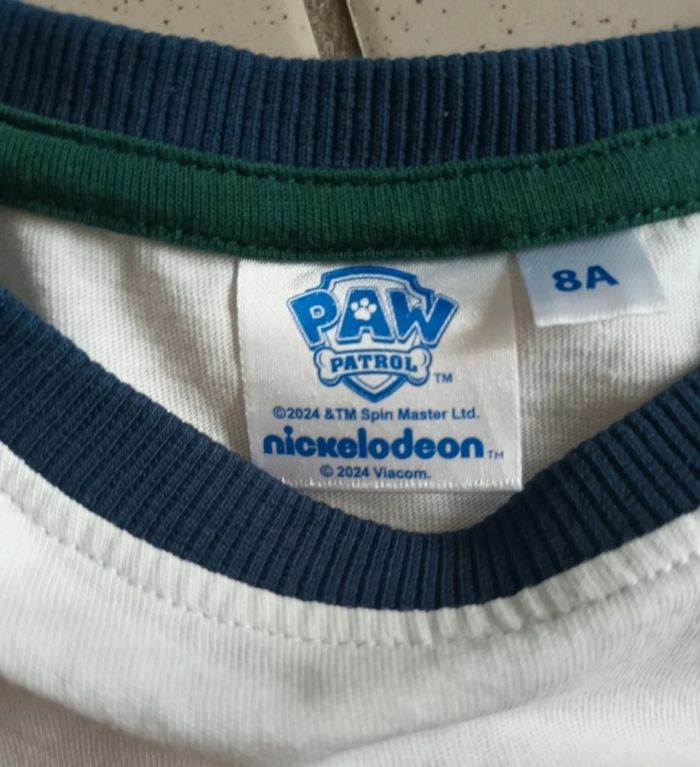 PAW
PATROL
TM
8A
©2024 &TM Spin Master Ltd.
nickelodeon TM
© 2024 Viacom.